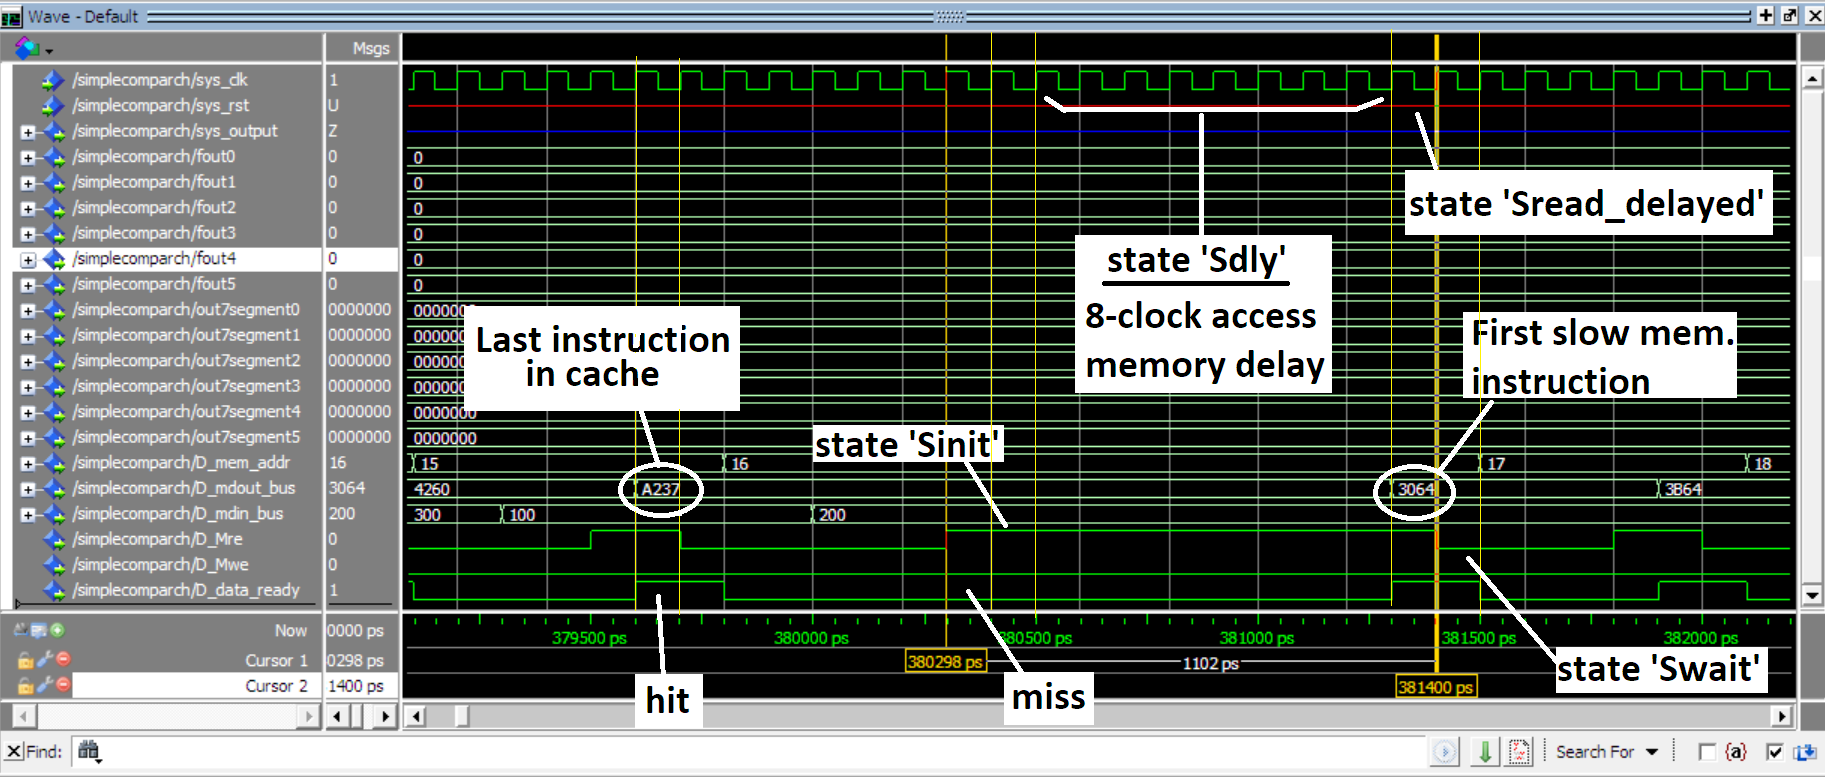 Wave - Default
Msgs
/simplecomparch/sys_clk 1
/simplecomparch/sys_rst U
/simplecomparch/sys_output Z
/simplecomparch/fout0 0 0
/simplecomparch/fout1 0 0
/simplecomparch/fout2 0 0
/simplecomparch/fout3 0 0
/simplecomparch/fout4 0 0
/simplecomparch/fout5 0 0
/simplecomparch/out7segment0 0000000 0000000
/simplecomparch/out7segment1 0000000
/simplecomparch/out7segment2 0000000
/simplecomparch/out7segment3 0000000
/simplecomparch/out7segment4 0000000 0000000
/simplecomparch/out7segment5 0000000 0000000
/simplecomparch/D_mem_addr 16 15 16 17 18
/simplecomparch/D_mdout_bus 3064 4260 A237 3064 3B64
/simplecomparch/D_mdin_bus 200 300 100 200
/simplecomparch/D_Mre 0
/simplecomparch/D_Mwe 0
/simplecomparch/D_data_ready 1
state 'Sread_delayed'
state 'Sdly'
8-clock access
memory delay
Last instruction
in cache
First slow mem.
instruction
state 'Sinit'
state 'Swait'
hit
miss
Now 0000 ps 379500 ps 380000 ps 380500 ps 381000 ps 381500 ps 382000 ps
Cursor 1 0298 ps 380298 ps 1102 ps
Cursor 2 1400 ps 381400 ps
Find: Search For {a}